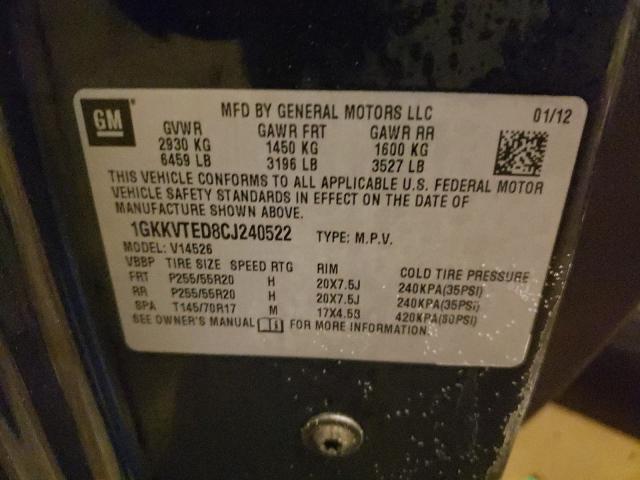 GM
MFD BY GENERAL MOTORS LLC 01/12
GVWR GAWR FRT GAWR RR
2930 KG 1450 KG 1600 KG
6459 LB 3196 LB 3527 LB
THIS VEHICLE CONFORMS TO ALL APPLICABLE U.S. FEDERAL MOTOR
VEHICLE SAFETY STANDARDS IN EFFECT ON THE DATE OF
MANUFACTURE SHOWN ABOVE.
1GKKVTED8CJ240522 TYPE: M.P.V.
MODEL: V14526
VBBP TIRE SIZE SPEED RTG RIM COLD TIRE PRESSURE
FRT P255/55R20 H 20X7.5J 240KPA(35PSI)
RR P255/55R20 H 20X7.5J 240KPA(35PSI)
SPA T145/70R17 M 17X4.5B 420KPA(60PSI)
SEE OWNER'S MANUAL FOR MORE INFORMATION